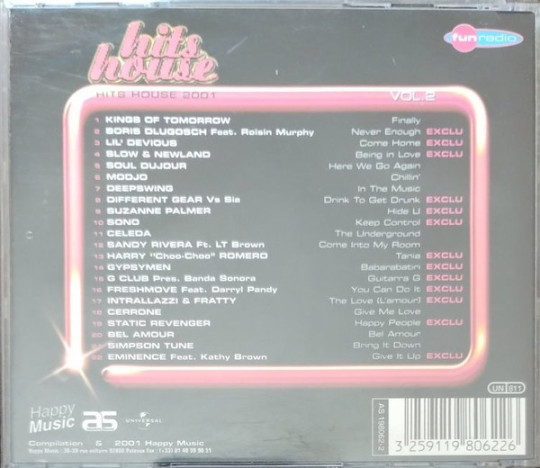 hits
house
funradio
HITS HOUSE 2001 VOL.2
1 KINGS OF TOMORROW Finally
2 BORIS DLUGOSCH Feat. Roisin Murphy Never Enough EXCLU
3 LIL' DEVIOUS Come Home EXCLU
4 SLOW & NEWLAND Being in Love EXCLU
5 SOUL DUJOUR Here We Go Again
6 MODJO Chillin'
7 DEEPSWING In The Music
8 DIFFERENT GEAR Vs Sia Drink To Get Drunk EXCLU
9 SUZANNE PALMER Hide U EXCLU
10 SONO Keep Control EXCLU
11 CELEDA The Underground
12 SANDY RIVERA Ft. LT Brown Come Into My Room
13 HARRY "Choo-Choo" ROMERO Tania EXCLU
14 GYPSYMEN Babarabatiri EXCLU
15 G CLUB Pres. Banda Sonora Guitarra G EXCLU
16 FRESHMOVE Feat. Darryl Pandy You Can Do It EXCLU
17 INTRALLAZZI & FRATTY The Love (L'amour) EXCLU
18 CERRONE Give Me Love
19 STATIC REVENGER Happy People EXCLU
20 BEL AMOUR Bel Amour
21 SIMPSON TUNE Bring It Down
22 EMINENCE Feat. Kathy Brown Give It Up EXCLU
UN 811
Happy
Music
as
UNIVERSAL
AS 198062-2
Compilation & 2001 Happy Music
3 259119 806226